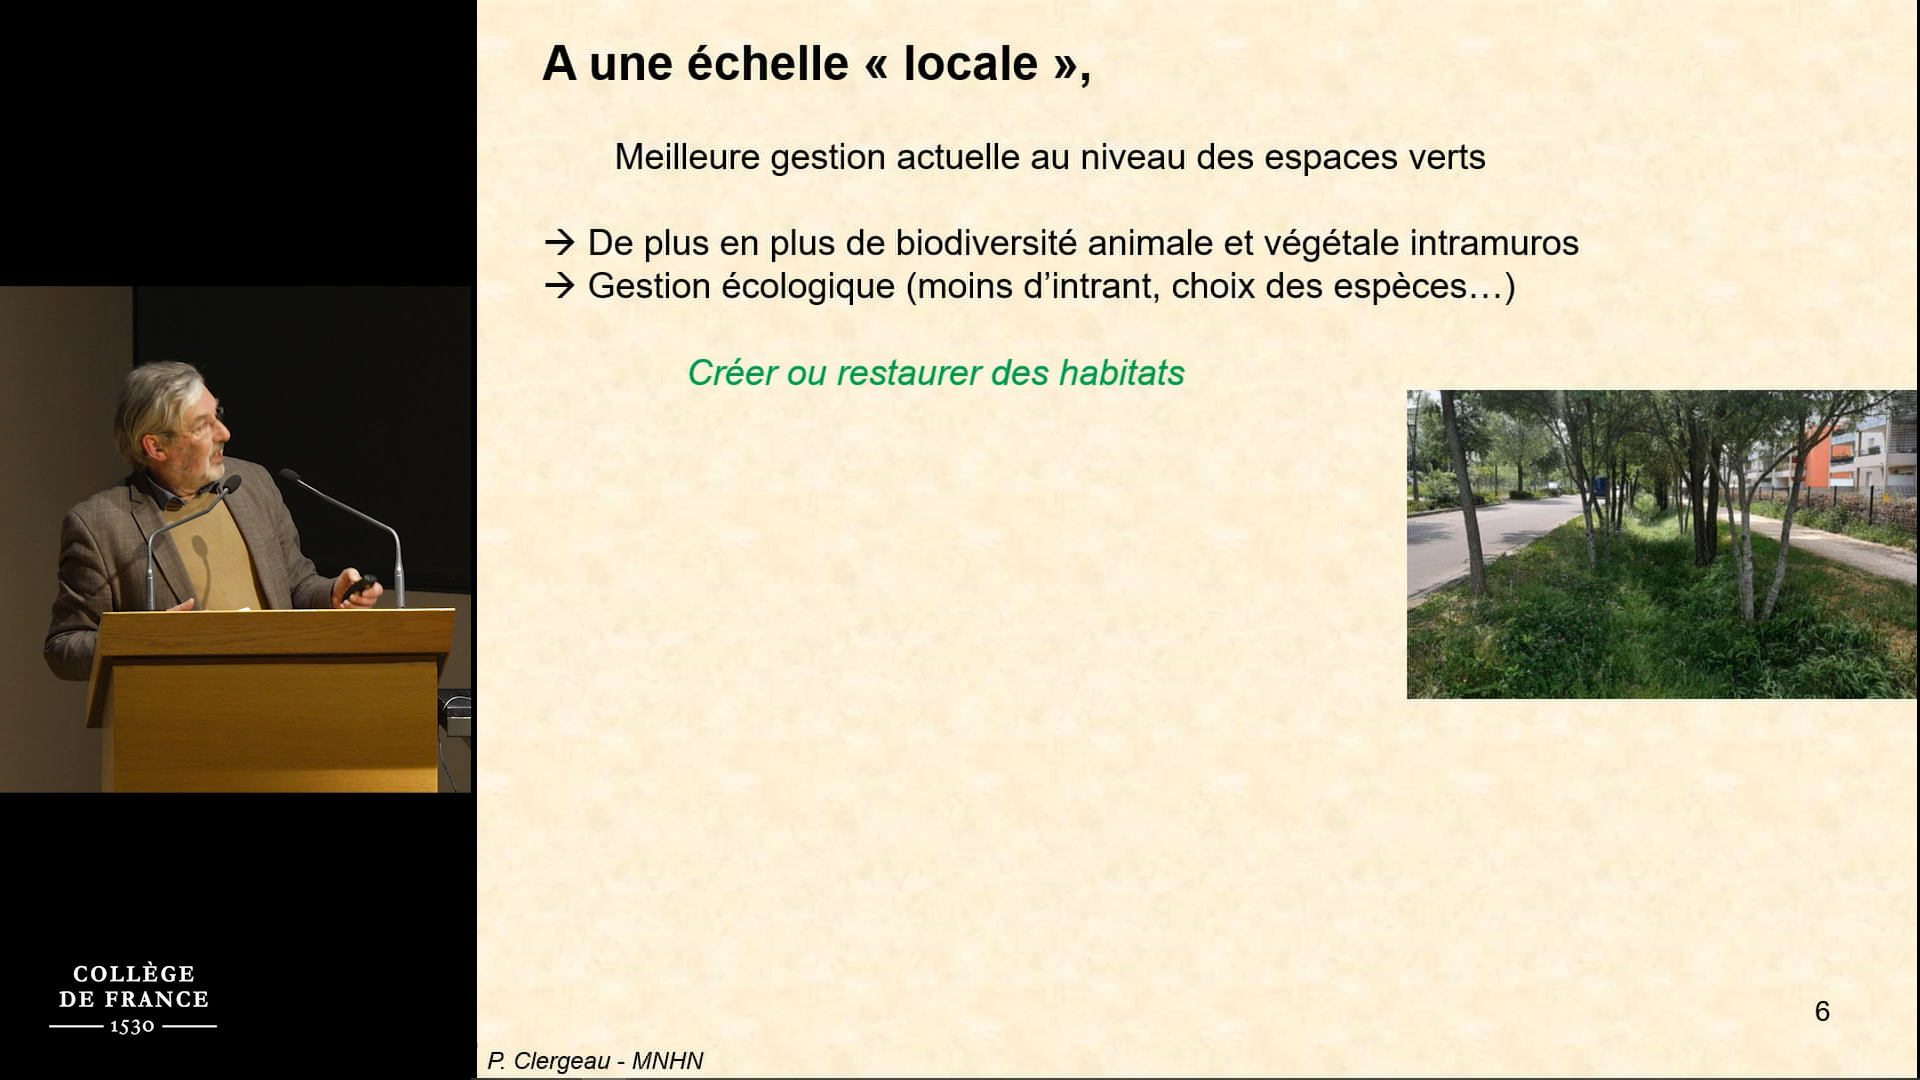 A une échelle « locale »,
Meilleure gestion actuelle au niveau des espaces verts
→ De plus en plus de biodiversité animale et végétale intramuros
→ Gestion écologique (moins d’intrant, choix des espèces…)
Créer ou restaurer des habitats
COLLÈGE
DE FRANCE
1530
6
P. Clergeau - MNHN